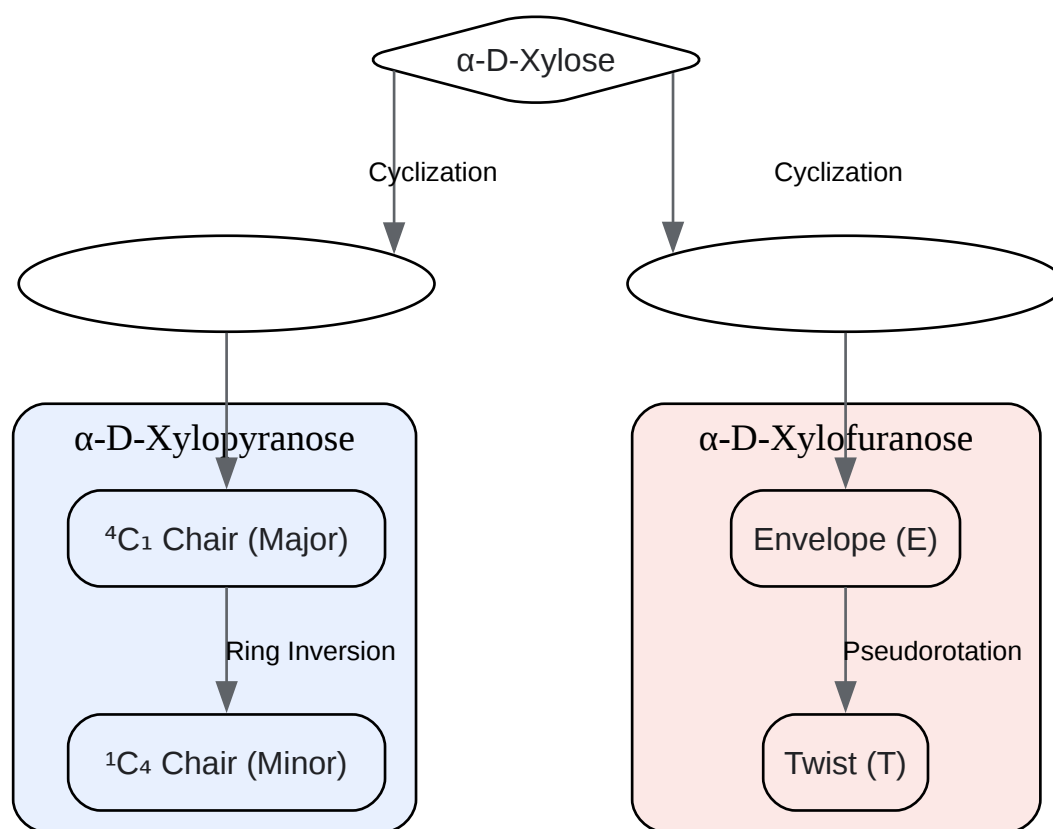 α-D-Xylose
Cyclization
Cyclization
α-D-Xylopyranose
α-D-Xylofuranose
⁴C₁ Chair (Major)
Envelope (E)
Ring Inversion
Pseudorotation
¹C₄ Chair (Minor)
Twist (T)